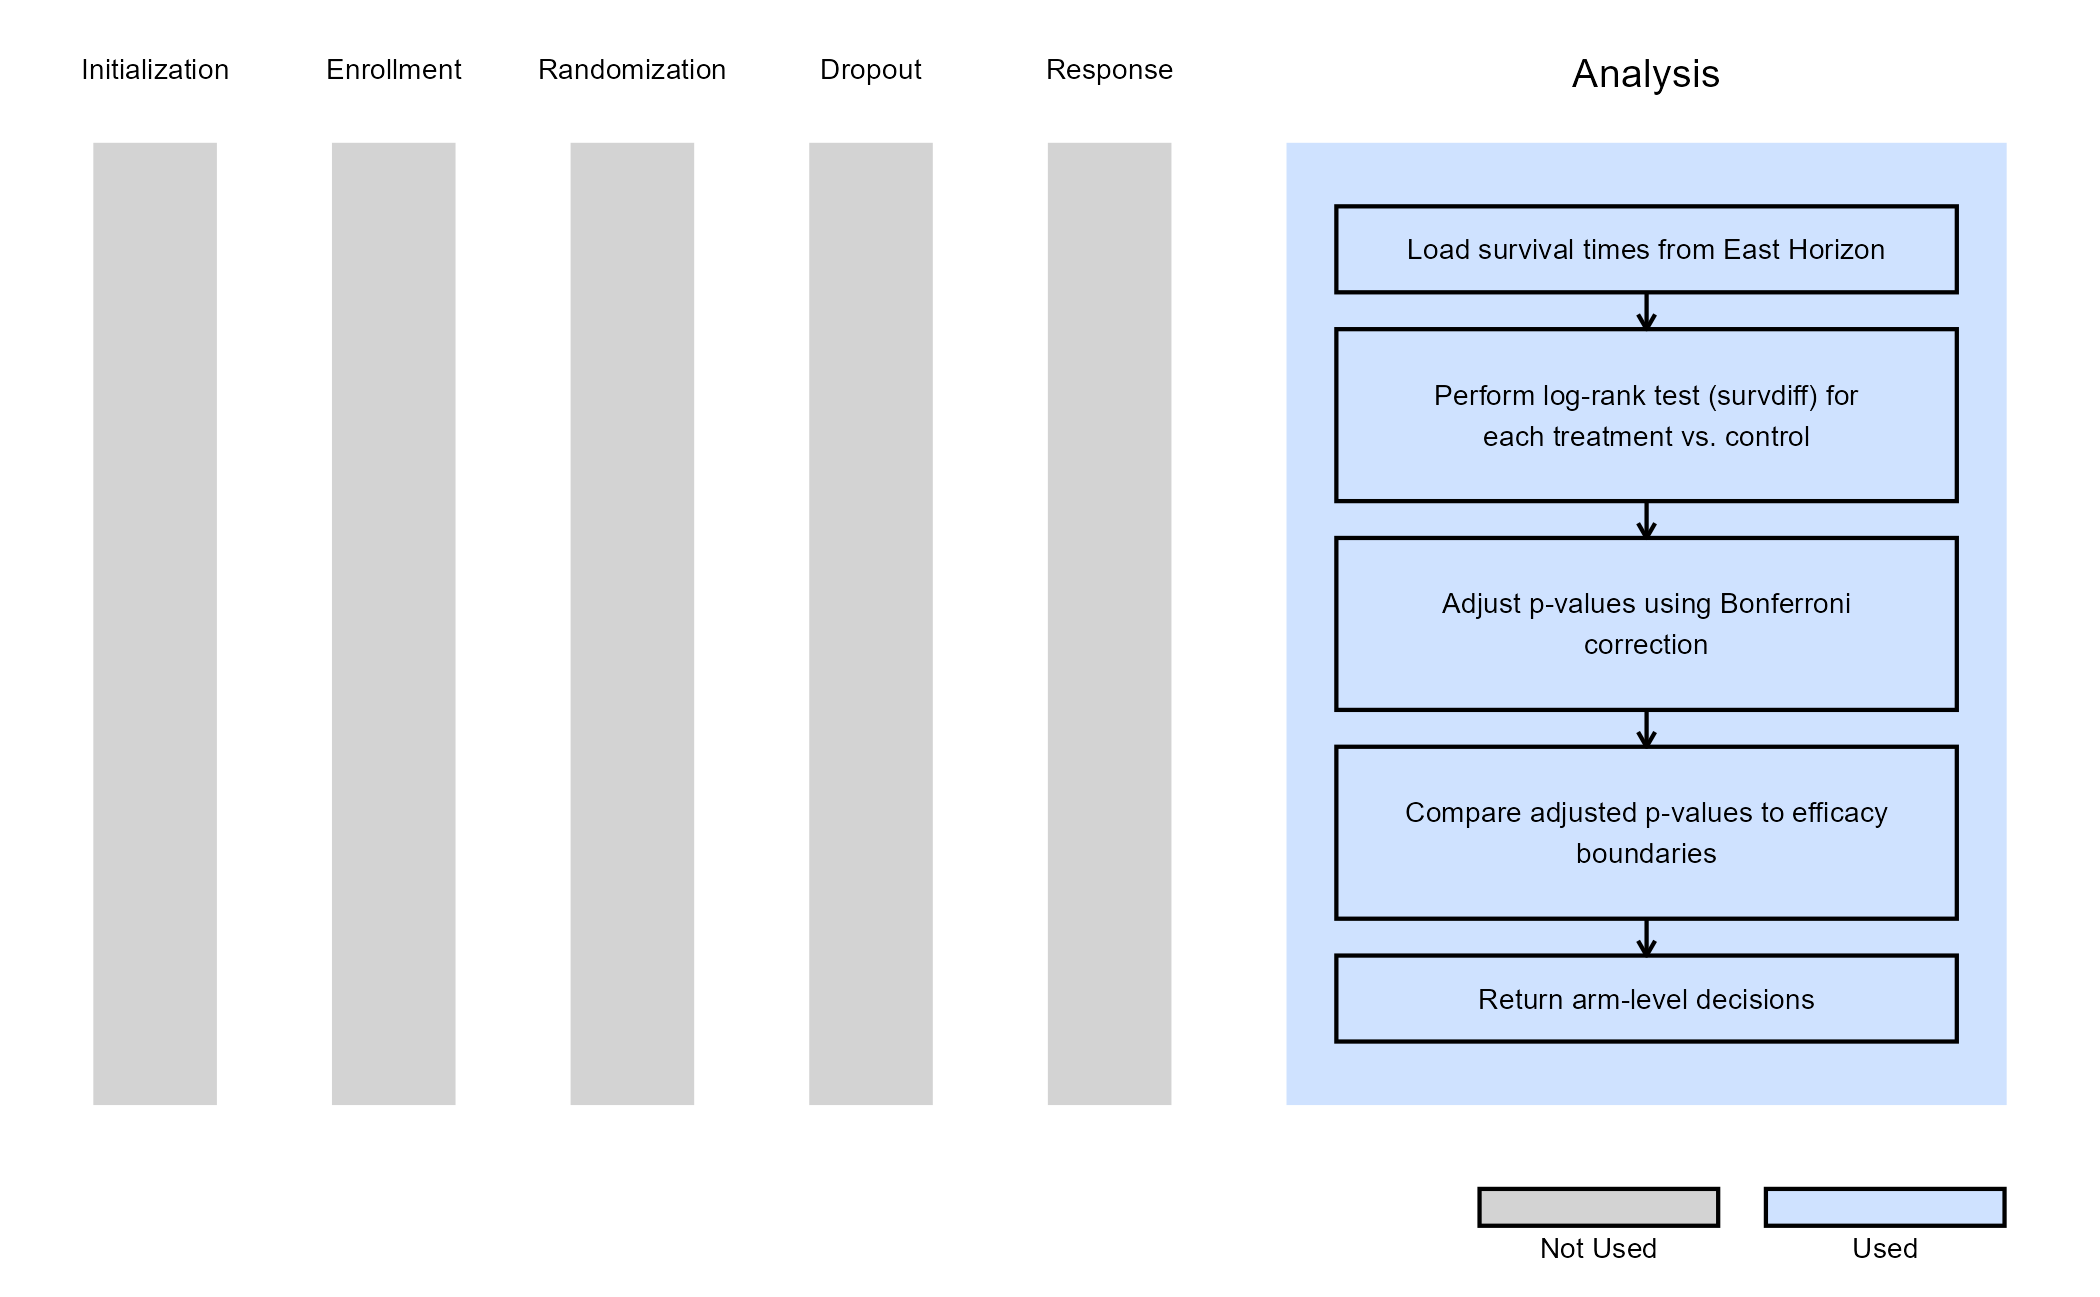 Initialization
Enrollment
Randomization
Dropout
Response
Analysis
Load survival times from East Horizon
Perform log-rank test (survdiff) for
each treatment vs. control
Adjust p-values using Bonferroni
correction
Compare adjusted p-values to efficacy
boundaries
Return arm-level decisions
Not Used
Used